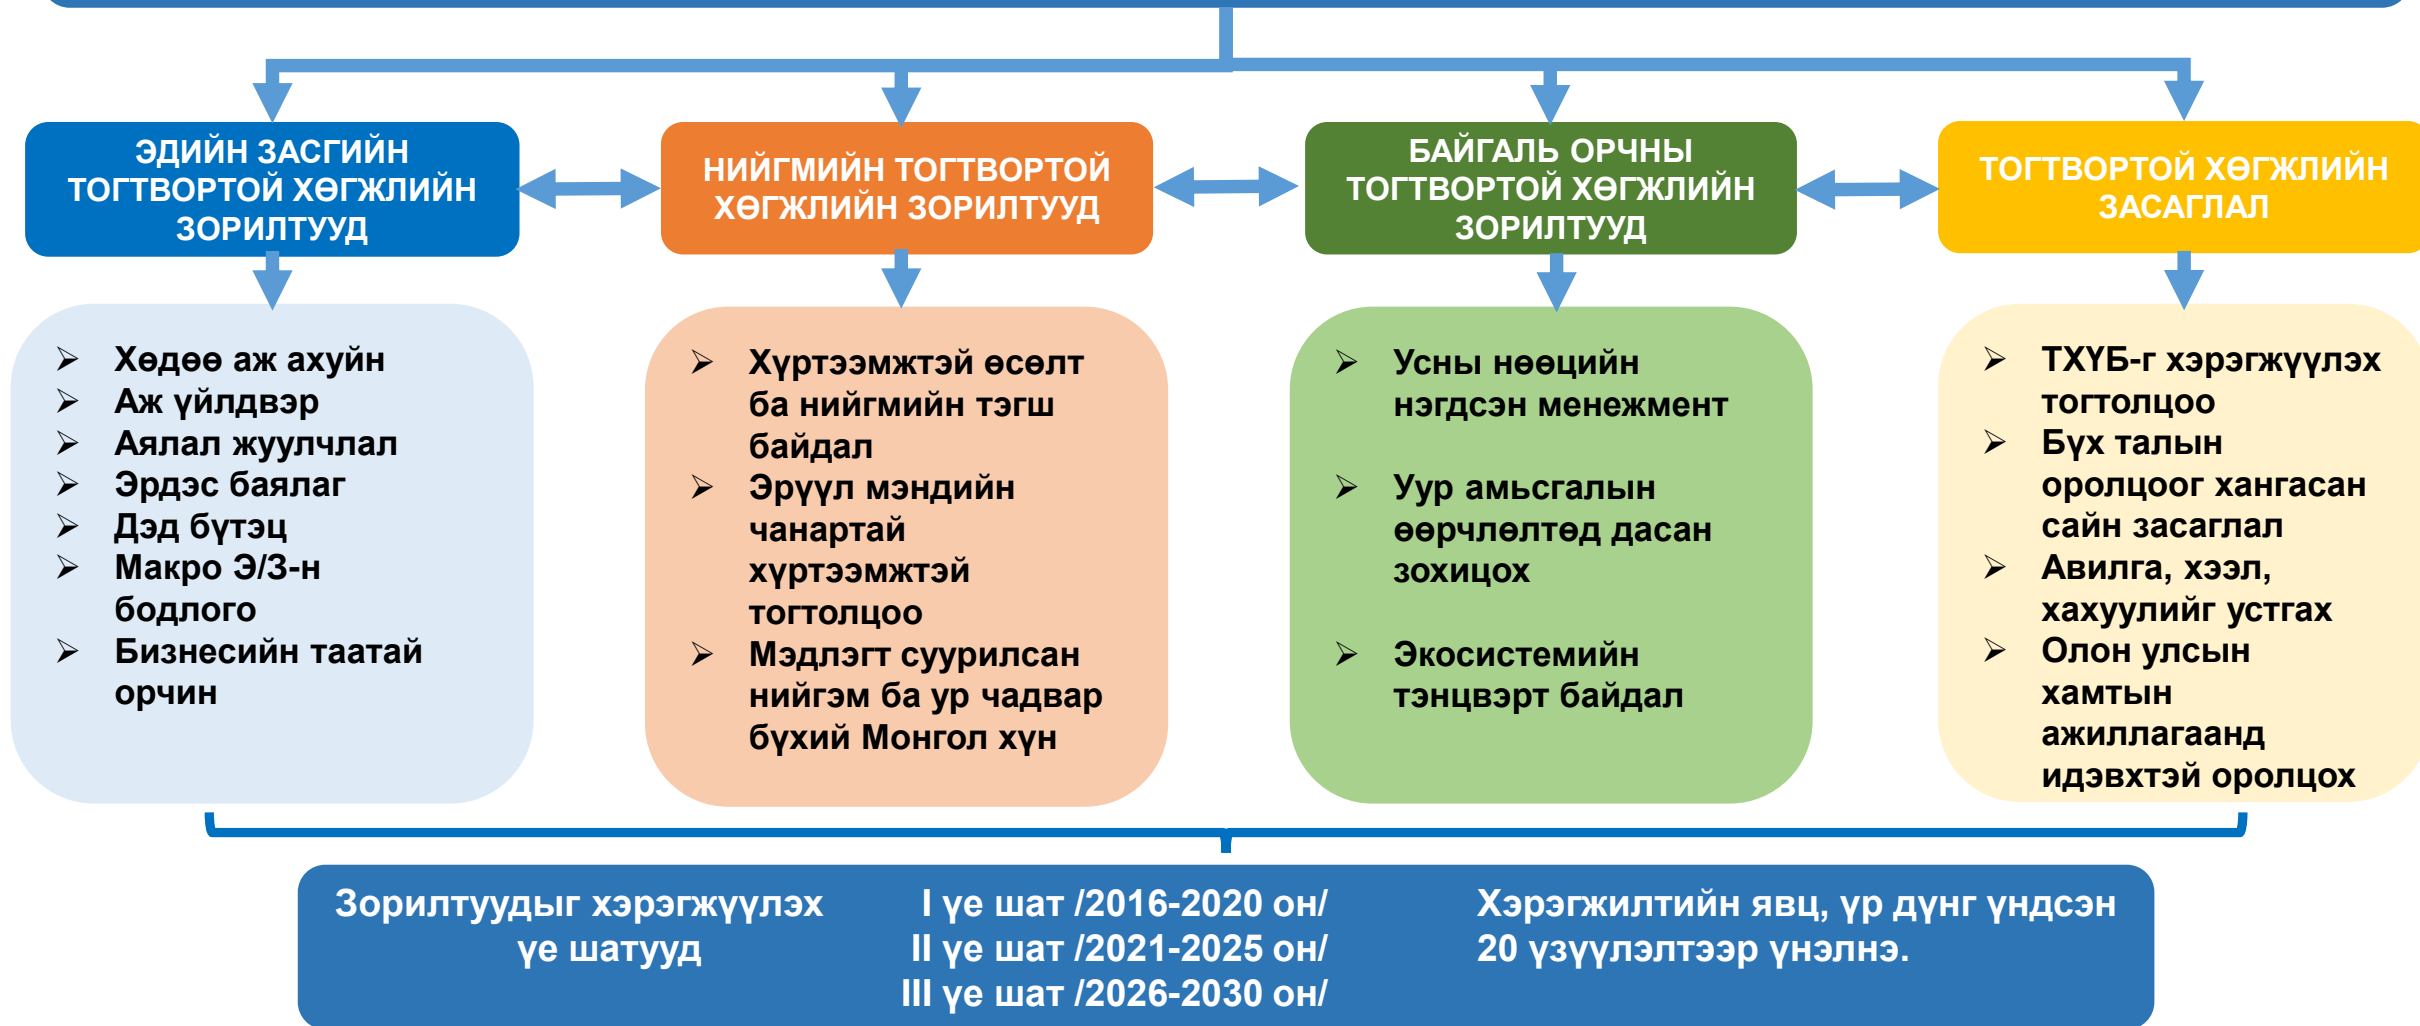 ЭДИЙН ЗАСГИЙН
ТОГТВОРТОЙ ХӨГЖЛИЙН
ЗОРИЛТУУД
НИЙГМИЙН ТОГТВОРТОЙ
ХӨГЖЛИЙН ЗОРИЛТУУД
БАЙГАЛЬ ОРЧНЫ
ТОГТВОРТОЙ ХӨГЖЛИЙН
ЗОРИЛТУУД
ТОГТВОРТОЙ ХӨГЖЛИЙН
ЗАСАГЛАЛ
➢ Хөдөө аж ахуйн
➢ Аж үйлдвэр
➢ Аялал жуулчлал
➢ Эрдэс баялаг
➢ Дэд бүтэц
➢ Макро Э/З-н
бодлого
➢ Бизнесийн таатай
орчин
➢ Хүртээмжтэй өсөлт
ба нийгмийн тэгш
байдал
➢ Эрүүл мэндийн
чанартай
хүртээмжтэй
тогтолцоо
➢ Мэдлэгт суурилсан
нийгэм ба ур чадвар
бүхий Монгол хүн
➢ Усны нөөцийн
нэгдсэн менежмент
➢ Уур амьсгалын
өөрчлөлтөд дасан
зохицох
➢ Экосистемийн
тэнцвэрт байдал
➢ ТХҮБ-г хэрэгжүүлэх
тогтолцоо
➢ Бүх талын
оролцоог хангасан
сайн засаглал
➢ Авилга, хээл,
хахуулийг устгах
➢ Олон улсын
хамтын
ажиллагаанд
идэвхтэй оролцох
Зорилтуудыг хэрэгжүүлэх
үе шатууд
I үе шат /2016-2020 он/
II үе шат /2021-2025 он/
III үе шат /2026-2030 он/
Хэрэгжилтийн явц, үр дүнг үндсэн
20 үзүүлэлтээр үнэлнэ.